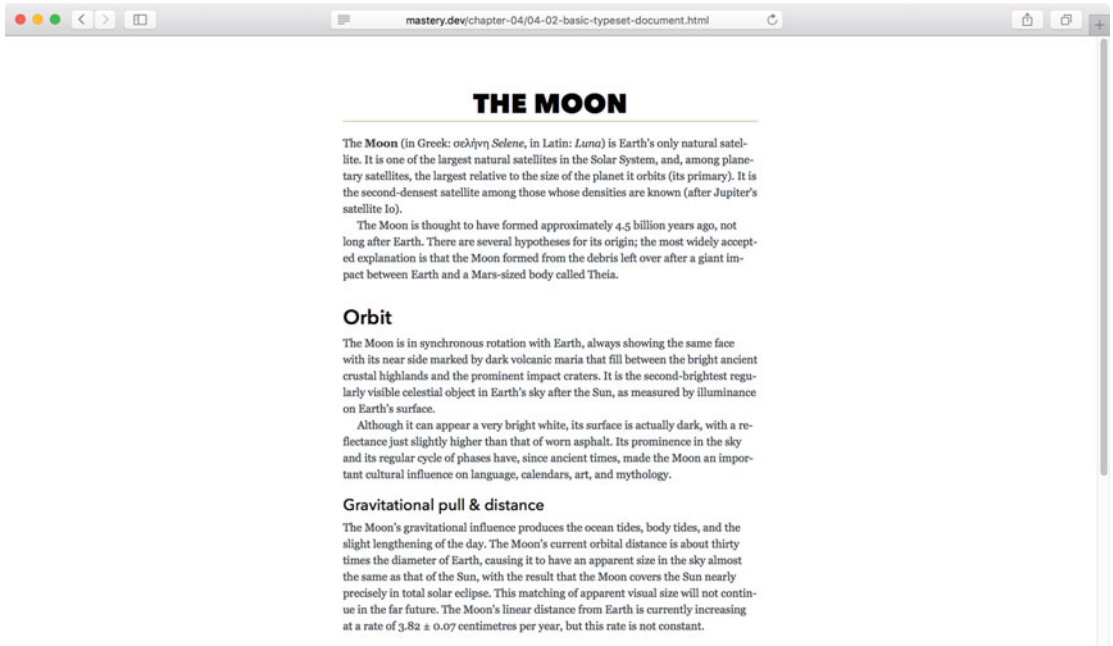 mastery.dev/chapter-04/04-02-basic-typeset-document.html
THE MOON
The Moon (in Greek: σελήνη Selene, in Latin: Luna) is Earth's only natural satel-
lite. It is one of the largest natural satellites in the Solar System, and, among plane-
tary satellites, the largest relative to the size of the planet it orbits (its primary). It is
the second-densest satellite among those whose densities are known (after Jupiter's
satellite Io).
The Moon is thought to have formed approximately 4.5 billion years ago, not
long after Earth. There are several hypotheses for its origin; the most widely accept-
ed explanation is that the Moon formed from the debris left over after a giant im-
pact between Earth and a Mars-sized body called Theia.
Orbit
The Moon is in synchronous rotation with Earth, always showing the same face
with its near side marked by dark volcanic maria that fill between the bright ancient
crustal highlands and the prominent impact craters. It is the second-brightest regu-
larly visible celestial object in Earth's sky after the Sun, as measured by illuminance
on Earth's surface.
Although it can appear a very bright white, its surface is actually dark, with a re-
flectance just slightly higher than that of worn asphalt. Its prominence in the sky
and its regular cycle of phases have, since ancient times, made the Moon an impor-
tant cultural influence on language, calendars, art, and mythology.
Gravitational pull & distance
The Moon's gravitational influence produces the ocean tides, body tides, and the
slight lengthening of the day. The Moon's current orbital distance is about thirty
times the diameter of Earth, causing it to have an apparent size in the sky almost
the same as that of the Sun, with the result that the Moon covers the Sun nearly
precisely in total solar eclipse. This matching of apparent visual size will not contin-
ue in the far future. The Moon's linear distance from Earth is currently increasing
at a rate of 3.82 ± 0.07 centimetres per year, but this rate is not constant.